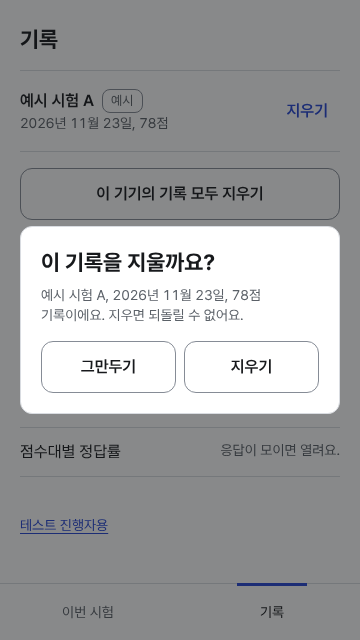 기록
예시 시험 A 예시
2026년 11월 23일, 78점
지우기
이 기기의 기록 모두 지우기
이 기록을 지울까요?
예시 시험 A, 2026년 11월 23일, 78점
기록이에요. 지우면 되돌릴 수 없어요.
그만두기 지우기
점수대별 정답률 응답이 모이면 열려요.
테스트 진행자용
이번 시험 기록